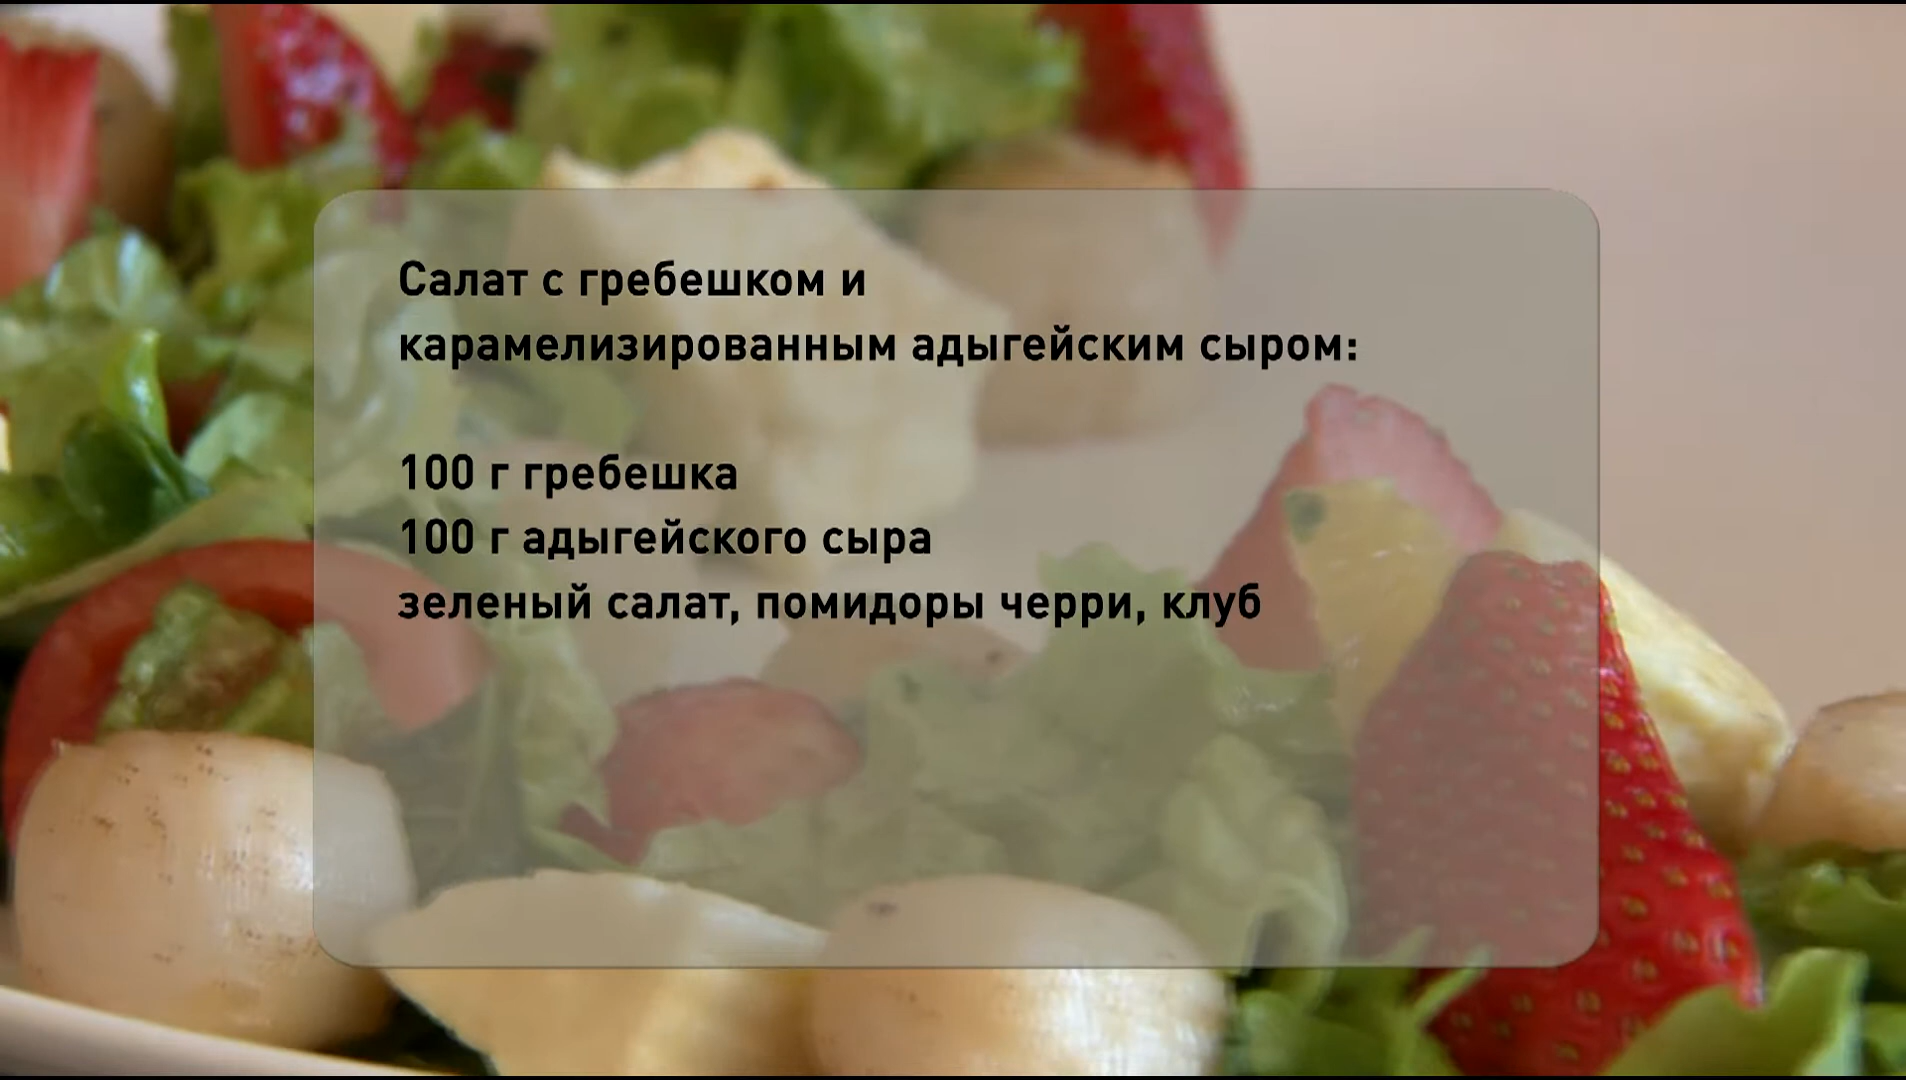 Салат с гребешком и
карамелизированным адыгейским сыром:
100 г гребешка
100 г адыгейского сыра
зеленый салат, помидоры черри, клуб